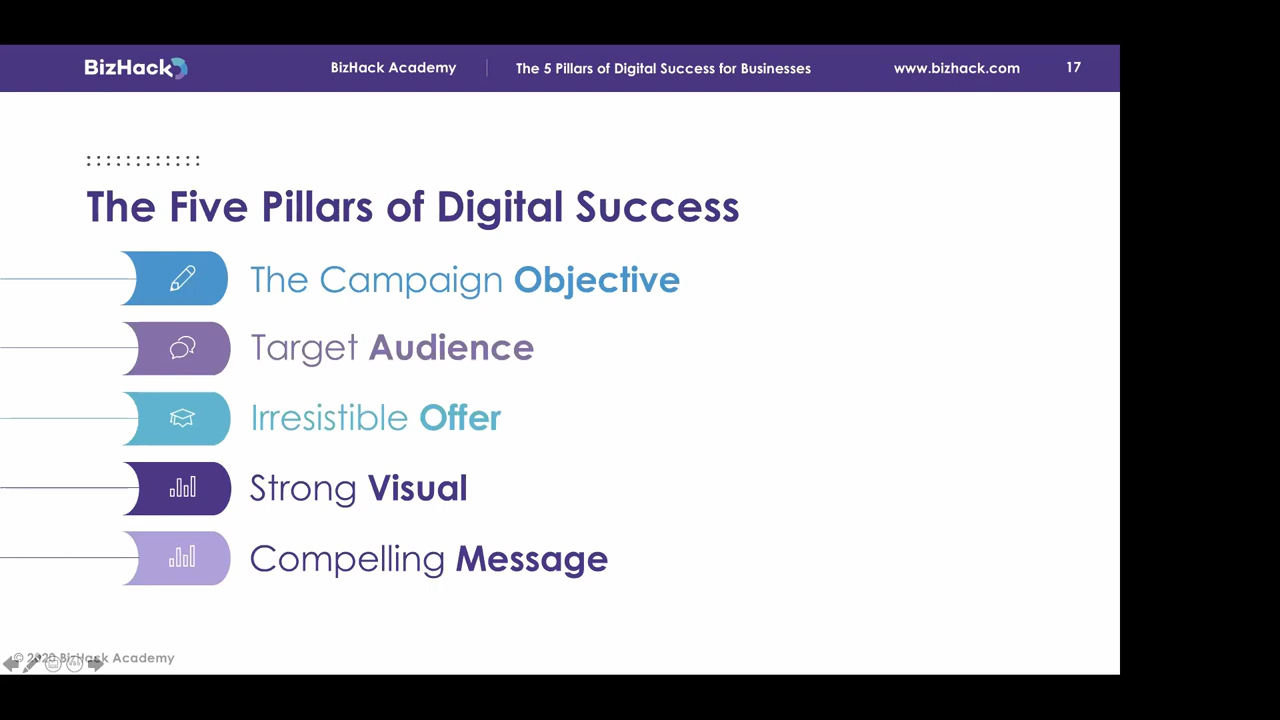 BizHack
BizHack Academy
The 5 Pillars of Digital Success for Businesses
www.bizhack.com
17
The Five Pillars of Digital Success
The Campaign Objective
Target Audience
Irresistible Offer
Strong Visual
Compelling Message
© 2020 BizHack Academy